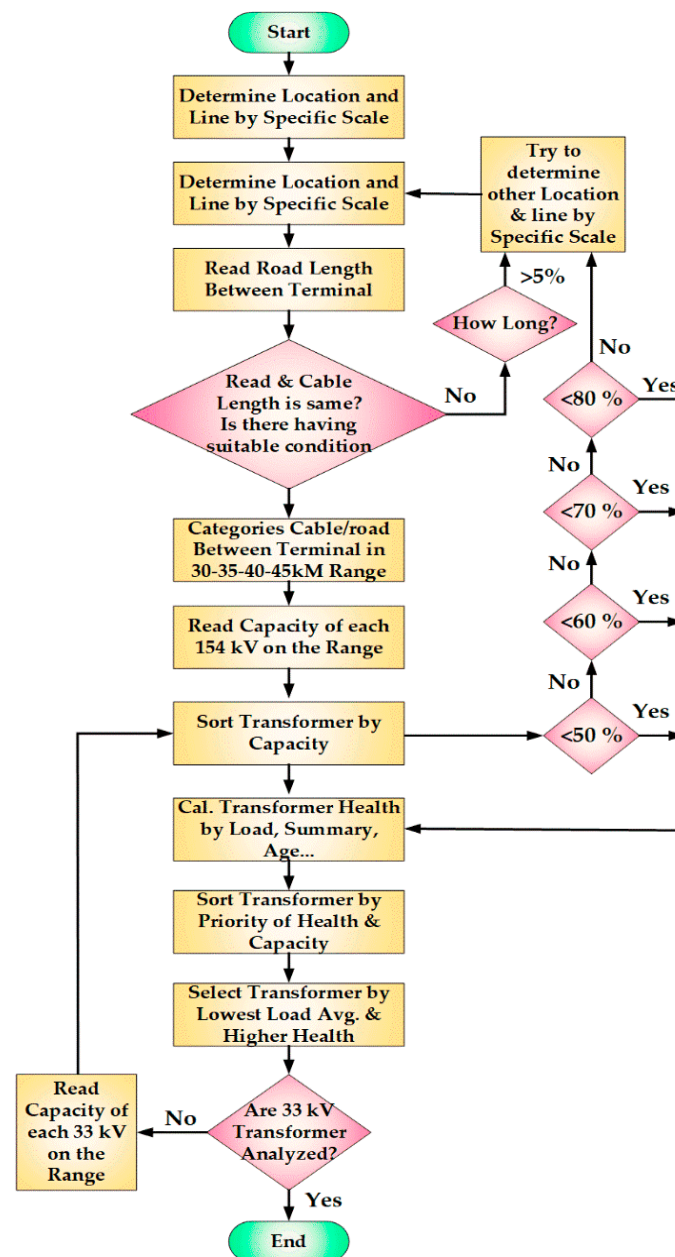 Start
Determine Location and
Line by Specific Scale
Determine Location and
Line by Specific Scale
Try to
determine
other Location
& line by
Specific Scale
Read Road Length
Between Terminal
>5%
How Long?
No
Read & Cable
Length is same?
Is there having
suitable condition
No
<80 %
Yes
No
<70 %
Yes
Categories Cable/road
Between Terminal in
30-35-40-45kM Range
No
<60 %
Yes
Read Capacity of each
154 kV on the Range
No
<50 %
Yes
Sort Transformer by
Capacity
Cal. Transformer Health
by Load, Summary,
Age...
Sort Transformer by
Priority of Health &
Capacity
Select Transformer by
Lowest Load Avg. &
Higher Health
Read
Capacity of
each 33 kV
on the
Range
No
Are 33 kV
Transformer
Analyzed?
Yes
End